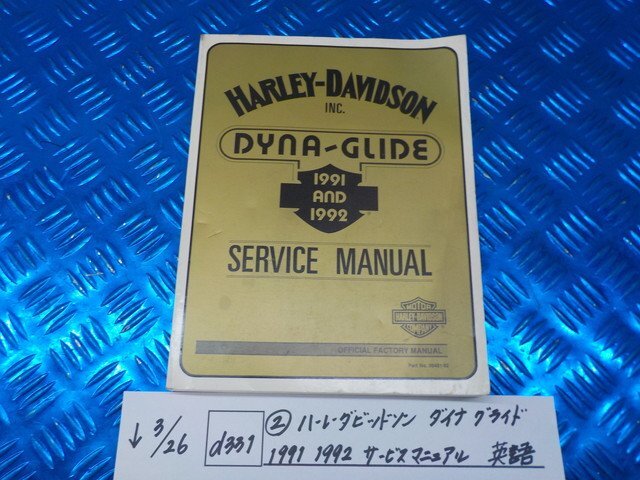 HARLEY-DAVIDSON
INC.
DYNA-GLIDE
1991
AND
1992
SERVICE MANUAL
MOTOR
HARLEY-DAVIDSON
COMPANY
OFFICIAL FACTORY MANUAL
Part No.
↓ 3/26 d331 ② ハーレーダビッドソン ダイナ グライド
1991 1992 サービスマニュアル 英語